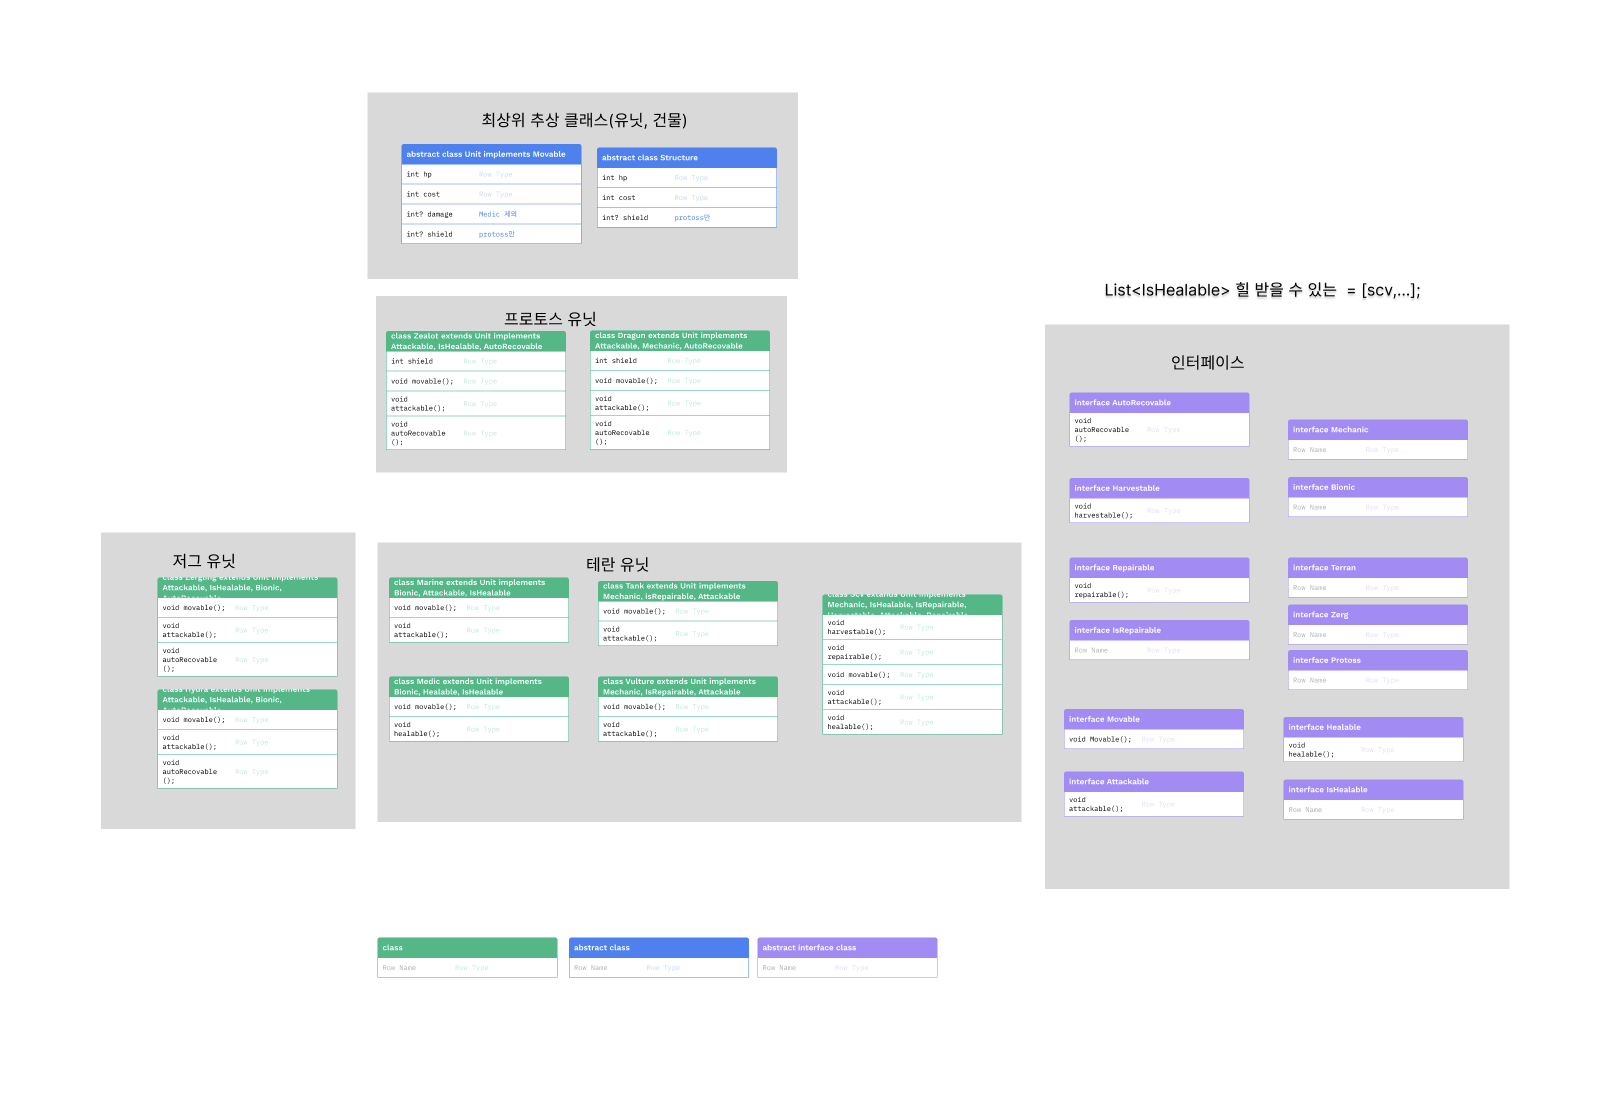 최상위 추상 클래스(유닛, 건물)
abstract class Unit implements Movable
int hp Row Type
int cost Row Type
int? damage Medic 제외
int? shield protoss만
abstract class Structure
int hp Row Type
int cost Row Type
int? shield protoss만
프로토스 유닛
class Zealot extends Unit implements
Attackable, IsHealable, AutoRecovable
int shield Row Type
void movable(); Row Type
void
attackable(); Row Type
void
autoRecovable Row Type
();
class Dragun extends Unit implements
Attackable, Mechanic, AutoRecovable
int shield Row Type
void movable(); Row Type
void
attackable(); Row Type
void
autoRecovable Row Type
();
저그 유닛
class Zergling extends Unit implements
Attackable, IsHealable, Bionic,
AutoRecovable
void movable(); Row Type
void
attackable(); Row Type
void
autoRecovable Row Type
();
class Hydra extends Unit implements
Attackable, IsHealable, Bionic,
AutoRecovable
void movable(); Row Type
void
attackable(); Row Type
void
autoRecovable Row Type
();
테란 유닛
class Marine extends Unit implements
Bionic, Attackable, IsHealable
void movable(); Row Type
void
attackable(); Row Type
class Tank extends Unit implements
Mechanic, isRepairable, Attackable
void movable(); Row Type
void
attackable(); Row Type
class Medic extends Unit implements
Bionic, Healable, IsHealable
void movable(); Row Type
void
healable(); Row Type
class Vulture extends Unit implements
Mechanic, IsRepairable, Attackable
void movable(); Row Type
void
attackable(); Row Type
class Scv extends Unit implements
Mechanic, IsHealable, IsRepairable,
Harvestable, Attackable, Repairable
void
harvestable(); Row Type
void
repairable(); Row Type
void movable(); Row Type
void
attackable(); Row Type
void
healable(); Row Type
List<IsHealable> 힐 받을 수 있는 = [scv,...];
인터페이스
interface AutoRecovable
void
autoRecovable Row Type
();
interface Harvestable
void
harvestable(); Row Type
interface Repairable
void
repairable(); Row Type
interface IsRepairable
Row Name Row Type
interface Movable
void Movable(); Row Type
interface Attackable
void
attackable(); Row Type
interface Mechanic
Row Name Row Type
interface Bionic
Row Name Row Type
interface Terran
Row Name Row Type
interface Zerg
Row Name Row Type
interface Protoss
Row Name Row Type
interface Healable
void
healable(); Row Type
interface IsHealable
Row Name Row Type
class
Row Name Row Type
abstract class
Row Name Row Type
abstract interface class
Row Name Row Type